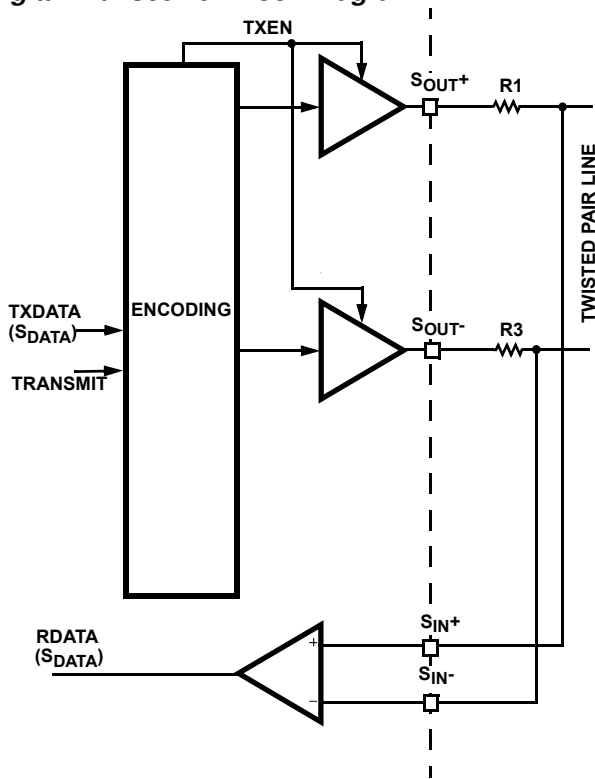 TXEN
SOUT+
R1
TWISTED PAIR LINE
TXDATA
(SDATA)
ENCODING
SOUT-
R3
TRANSMIT
SIN+
RDATA
(SDATA)
+
SIN-
–